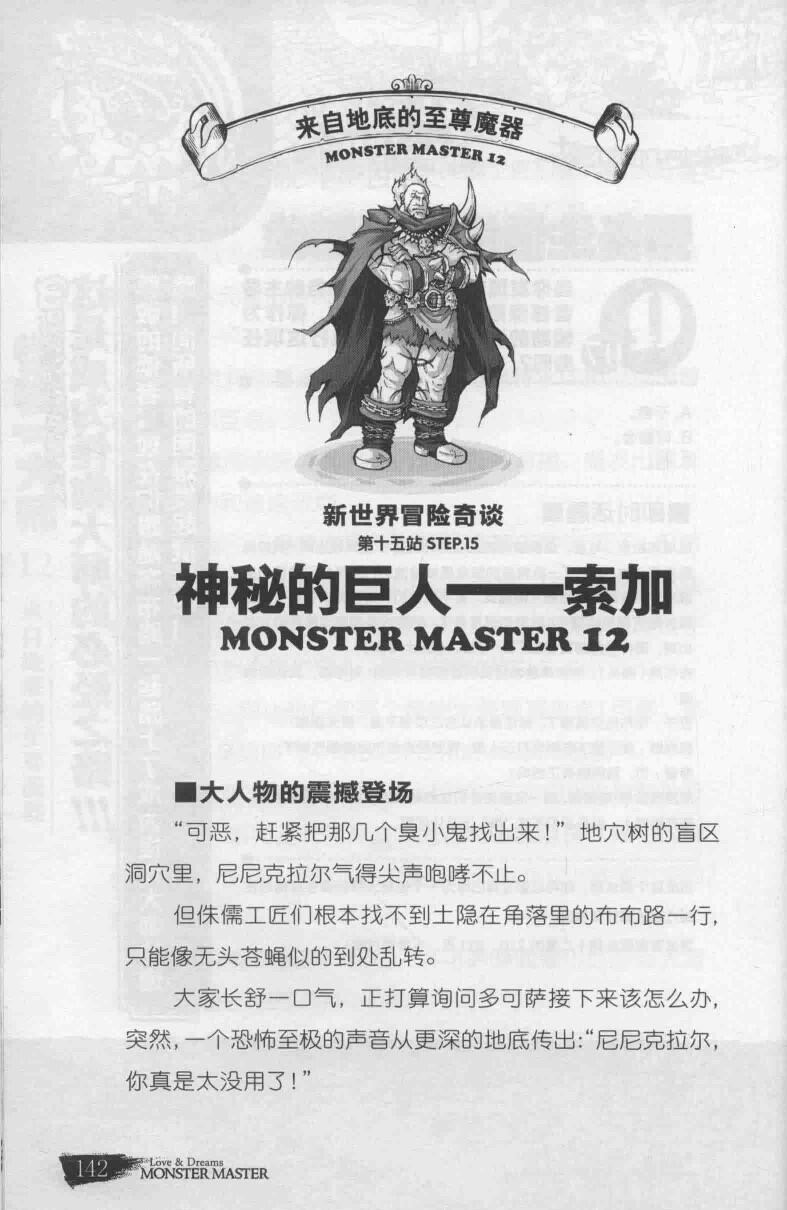 来自地底的至尊魔器
MONSTER MASTER 12
新世界冒险奇谈
第十五站 STEP.15
神秘的巨人——索加
MONSTER MASTER 12
■大人物的震撼登场
“可恶，赶紧把那几个臭小鬼找出来！”地穴树的盲区
洞穴里，尼尼克拉尔气得尖声咆哮不止。
但侏儒工匠们根本找不到土隐在角落里的布布路一行，
只能像无头苍蝇似的到处乱转。
大家长舒一口气，正打算询问多可萨接下来该怎么办，
突然，一个恐怖至极的声音从更深的地底传出：“尼尼克拉尔，
你真是太没用了！”
142
Love & Dreams
MONSTER MASTER